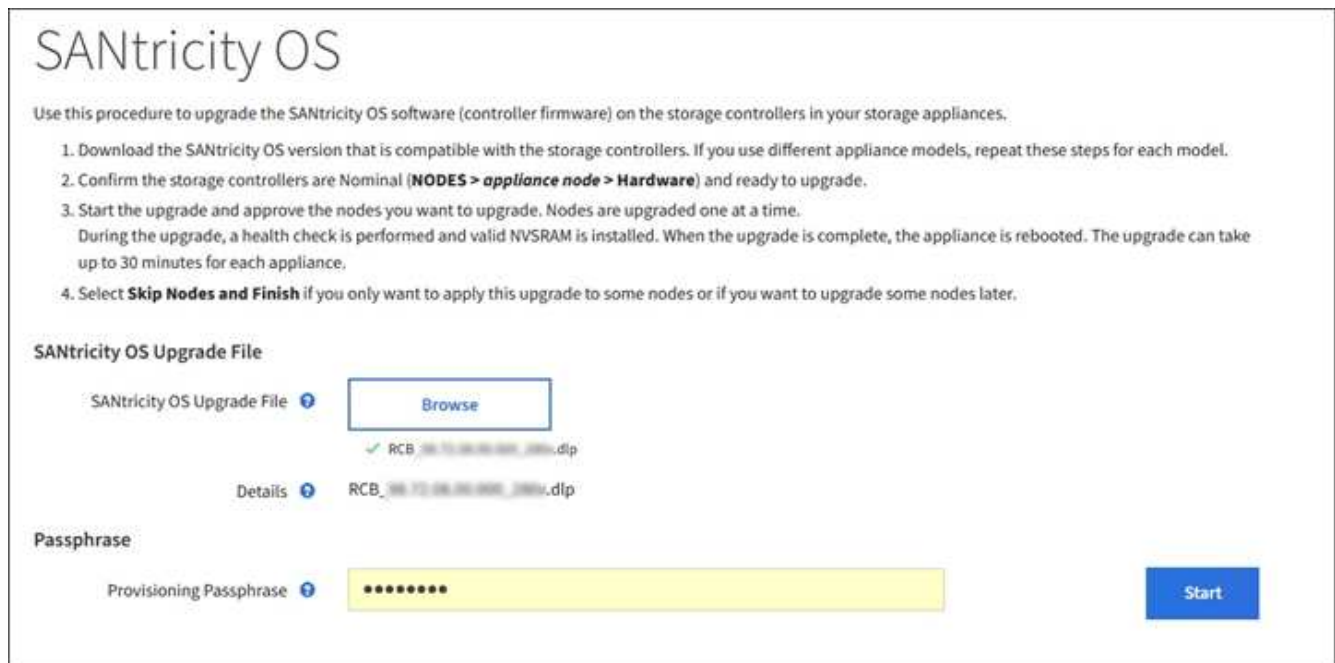 SANtricity OS
Use this procedure to upgrade the SANtricity OS software (controller firmware) on the storage controllers in your storage appliances.
1. Download the SANtricity OS version that is compatible with the storage controllers. If you use different appliance models, repeat these steps for each model.
2. Confirm the storage controllers are Nominal (NODES > appliance node > Hardware) and ready to upgrade.
3. Start the upgrade and approve the nodes you want to upgrade. Nodes are upgraded one at a time.
During the upgrade, a health check is performed and valid NVSRAM is installed. When the upgrade is complete, the appliance is rebooted. The upgrade can take
up to 30 minutes for each appliance.
4. Select Skip Nodes and Finish if you only want to apply this upgrade to some nodes or if you want to upgrade some nodes later.
SANtricity OS Upgrade File
SANtricity OS Upgrade File ?
Browse
✓ RCB_ .dlp
Details ? RCB_ .dlp
Passphrase
Provisioning Passphrase ? ••••••••
Start